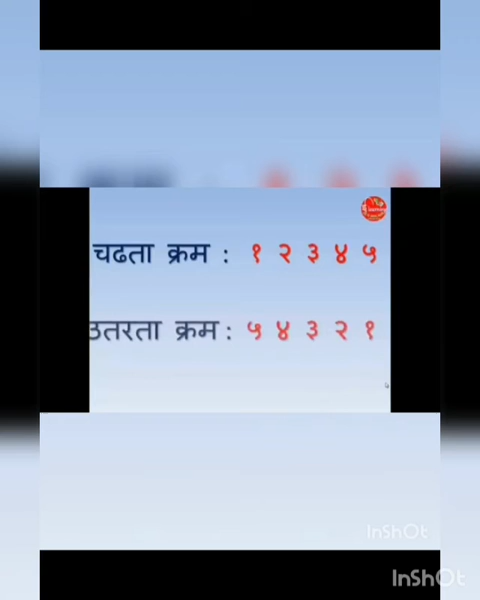 चढता क्रम : १ २ ३ ४ ५
उतरता क्रम : ५ ४ ३ २ १
InShOt
InShOt